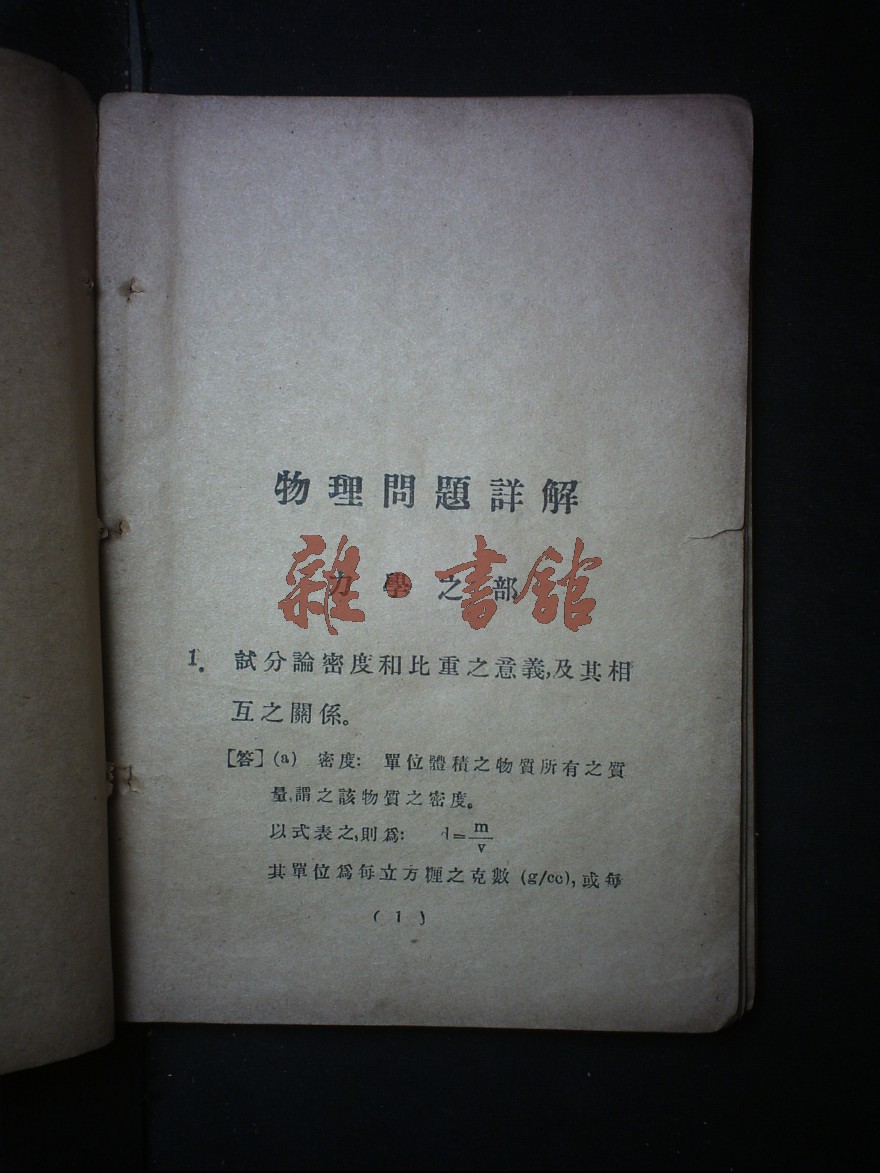 物理問題詳解
力學之部
雜·書館
1. 試分論密度和比重之意義,及其相
互之關係。
[答] (a) 密度: 單位體積之物質所有之質
量,謂之該物質之密度。
以式表之,則爲: d=m/v
其單位爲每立方糎之克數 (g/cc), 或每
( 1 )